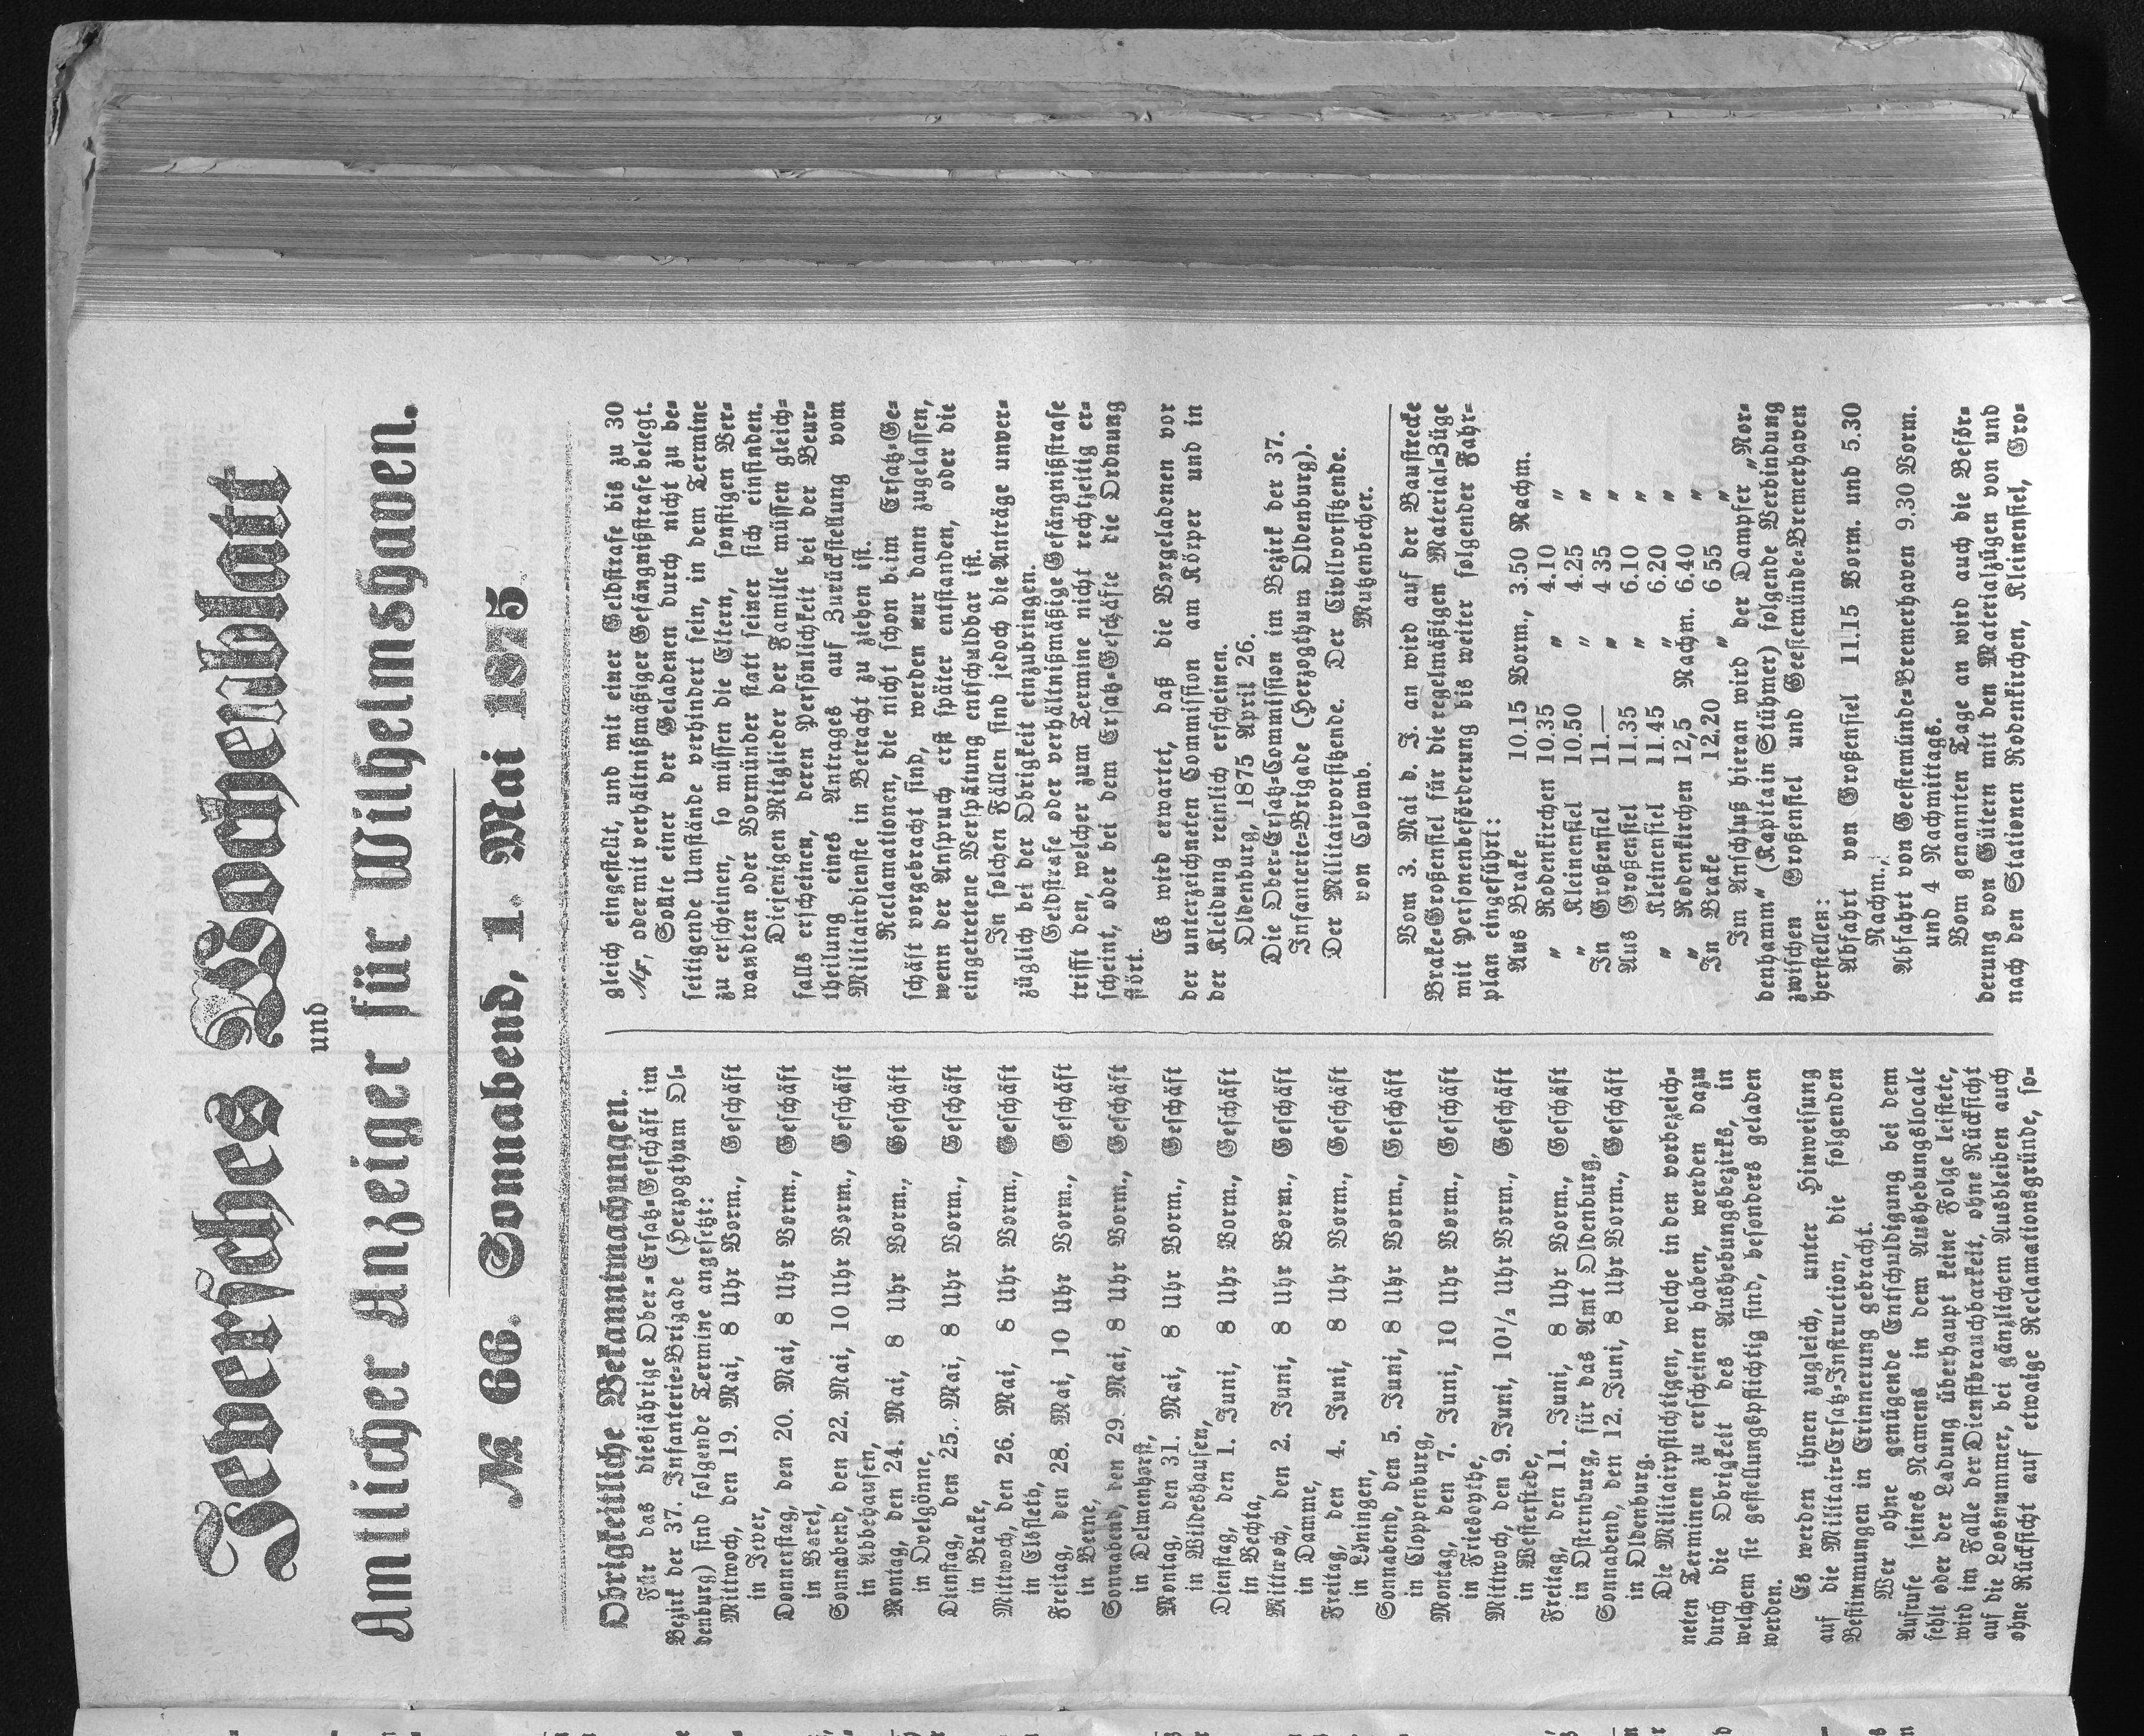 Jeversches Wochenblatt
und
Amtlicher Anzeiger für Wilhelmshaven.
№ 66. Sonnabend, 1. Mai 1875.
Obrigkeitliche Bekanntmachungen.
Für das diesjährige Ober-Ersatz-Geschäft im
Bezirk der 37. Infanterie-Brigade (Herzogthum Ol-
denburg) sind folgende Termine angesetzt:
Mittwoch, den 19. Mai, 8 Uhr Vorm., Geschäft
in Jever,
Donnerstag, den 20. Mai, 8 Uhr Vorm., Geschäft
in Varel,
Sonnabend, den 22. Mai, 10 Uhr Vorm., Geschäft
in Abbehausen,
Montag, den 24. Mai, 8 Uhr Vorm., Geschäft
in Ovelgönne,
Dienstag, den 25. Mai, 8 Uhr Vorm., Geschäft
in Brake,
Mittwoch, den 26. Mai, 8 Uhr Vorm., Geschäft
in Elsfleth,
Freitag, den 28. Mai, 10 Uhr Vorm., Geschäft
in Berne,
Sonnabend, den 29. Mai, 8 Uhr Vorm., Geschäft
in Delmenhorst,
Montag, den 31. Mai, 8 Uhr Vorm., Geschäft
in Wildeshausen,
Dienstag, den 1. Juni, 8 Uhr Vorm., Geschäft
in Vechta,
Mittwoch, den 2. Juni, 8 Uhr Vorm., Geschäft
in Damme,
Freitag, den 4. Juni, 8 Uhr Vorm., Geschäft
in Löningen,
Sonnabend, den 5. Juni, 8 Uhr Vorm., Geschäft
in Cloppenburg,
Montag, den 7. Juni, 10 Uhr Vorm., Geschäft
in Friesoythe,
Mittwoch, den 9. Juni, 10½ Uhr Vorm., Geschäft
in Westerstede,
Freitag, den 11. Juni, 8 Uhr Vorm., Geschäft
in Osternburg, für das Amt Oldenburg,
Sonnabend, den 12. Juni, 8 Uhr Vorm., Geschäft
in Oldenburg.
Die Militairpflichtigen, welche in den vorbezeich-
neten Terminen zu erscheinen haben, werden dazu
durch die Obrigkeit des Aushebungsbezirks, in
welchem sie gestellungspflichtig sind, besonders geladen
werden.
Es werden ihnen zugleich, unter Hinweisung
auf die Militair-Ersatz-Instruction, die folgenden
Bestimmungen in Erinnerung gebracht.
Wer ohne genügende Entschuldigung bei dem
Aufrufe seines Namens in dem Aushebungslocale
fehlt oder der Ladung überhaupt keine Folge leistete,
wird im Falle der Dienstbrauchbarkeit, ohne Rücksicht
auf die Loosnummer, bei gänzlichem Ausbleiben auch
ohne Rücksicht auf etwaige Reclamationsgründe, so-
gleich eingestellt, und mit einer Geldstrafe bis zu 30
Mr, oder mit verhältnißmäßiger Gefängnißstrafe belegt.
Sollte einer der Geladenen durch nicht zu be-
seitigende Umstände verhindert sein, in dem Termine
zu erscheinen, so müssen die Eltern, sonstigen Ver-
wandten oder Vormünder statt seiner sich einfinden.
Diejenigen Mitglieder der Familie müssen gleich-
falls erscheinen, deren Persönlichkeit bei der Beur-
theilung eines Antrages auf Zurückstellung vom
Militairdienste in Betracht zu ziehen ist.
Reclamationen, die nicht schon beim Ersatz-Ge-
schäft vorgebracht sind, werden nur dann zugelassen,
wenn der Anspruch erst später entstanden, oder die
eingetretene Verspätung entschuldbar ist.
In solchen Fällen sind jedoch die Anträge unver-
züglich bei der Obrigkeit einzubringen.
Geldstrafe oder verhältnißmäßige Gefängnißstrafe
trifft den, welcher zum Termine nicht rechtzeitig er-
scheint, oder bei dem Ersatz-Geschäfte die Ordnung
stört.
Es wird erwartet, daß die Vorgeladenen vor
der unterzeichneten Commission am Körper und in
der Kleidung reinlich erscheinen.
Oldenburg, 1875 April 26.
Die Ober-Ersatz-Commission im Bezirk der 37.
Infanterie-Brigade (Herzogthum Oldenburg).
Der Militairvorsitzende. Der Civilvorsitzende.
von Colomb. Mutzenbecher.
Vom 3. Mai d. J. an wird auf der Baustrecke
Brake-Großensiel für die regelmäßigen Material-Züge
mit Personenbeförderung bis weiter folgender Fahr-
plan eingeführt:
Aus Brake 10.15 Vorm., 3.50 Nachm.
" Rodenkirchen 10.35 " 4.10 "
" Kleinensiel 10.50 " 4.25 "
In Großensiel 11.— " 4 35 "
Aus Großensiel 11.35 " 6.10 "
" Kleinensiel 11.45 " 6.20 "
" Rodenkirchen 12,5 Nachm. 6.40 "
In Brake 12.20 " 6 55 "
Im Anschluß hieran wird der Dampfer „Nor-
denhamm“ (Kapitain Sühmer) folgende Verbindung
zwischen Großensiel und Geestemünde-Bremerhaven
herstellen:
Abfahrt von Großensiel 11.15 Vorm. und 5.30
Nachm.,
Abfahrt von Geestemünde-Bremerhaven 9.30 Vorm.
und 4 Nachmittags.
Vom genannten Tage an wird auch die Beför-
derung von Gütern mit den Materialzügen von und
nach den Stationen Rodenkirchen, Kleinensiel, Gro-